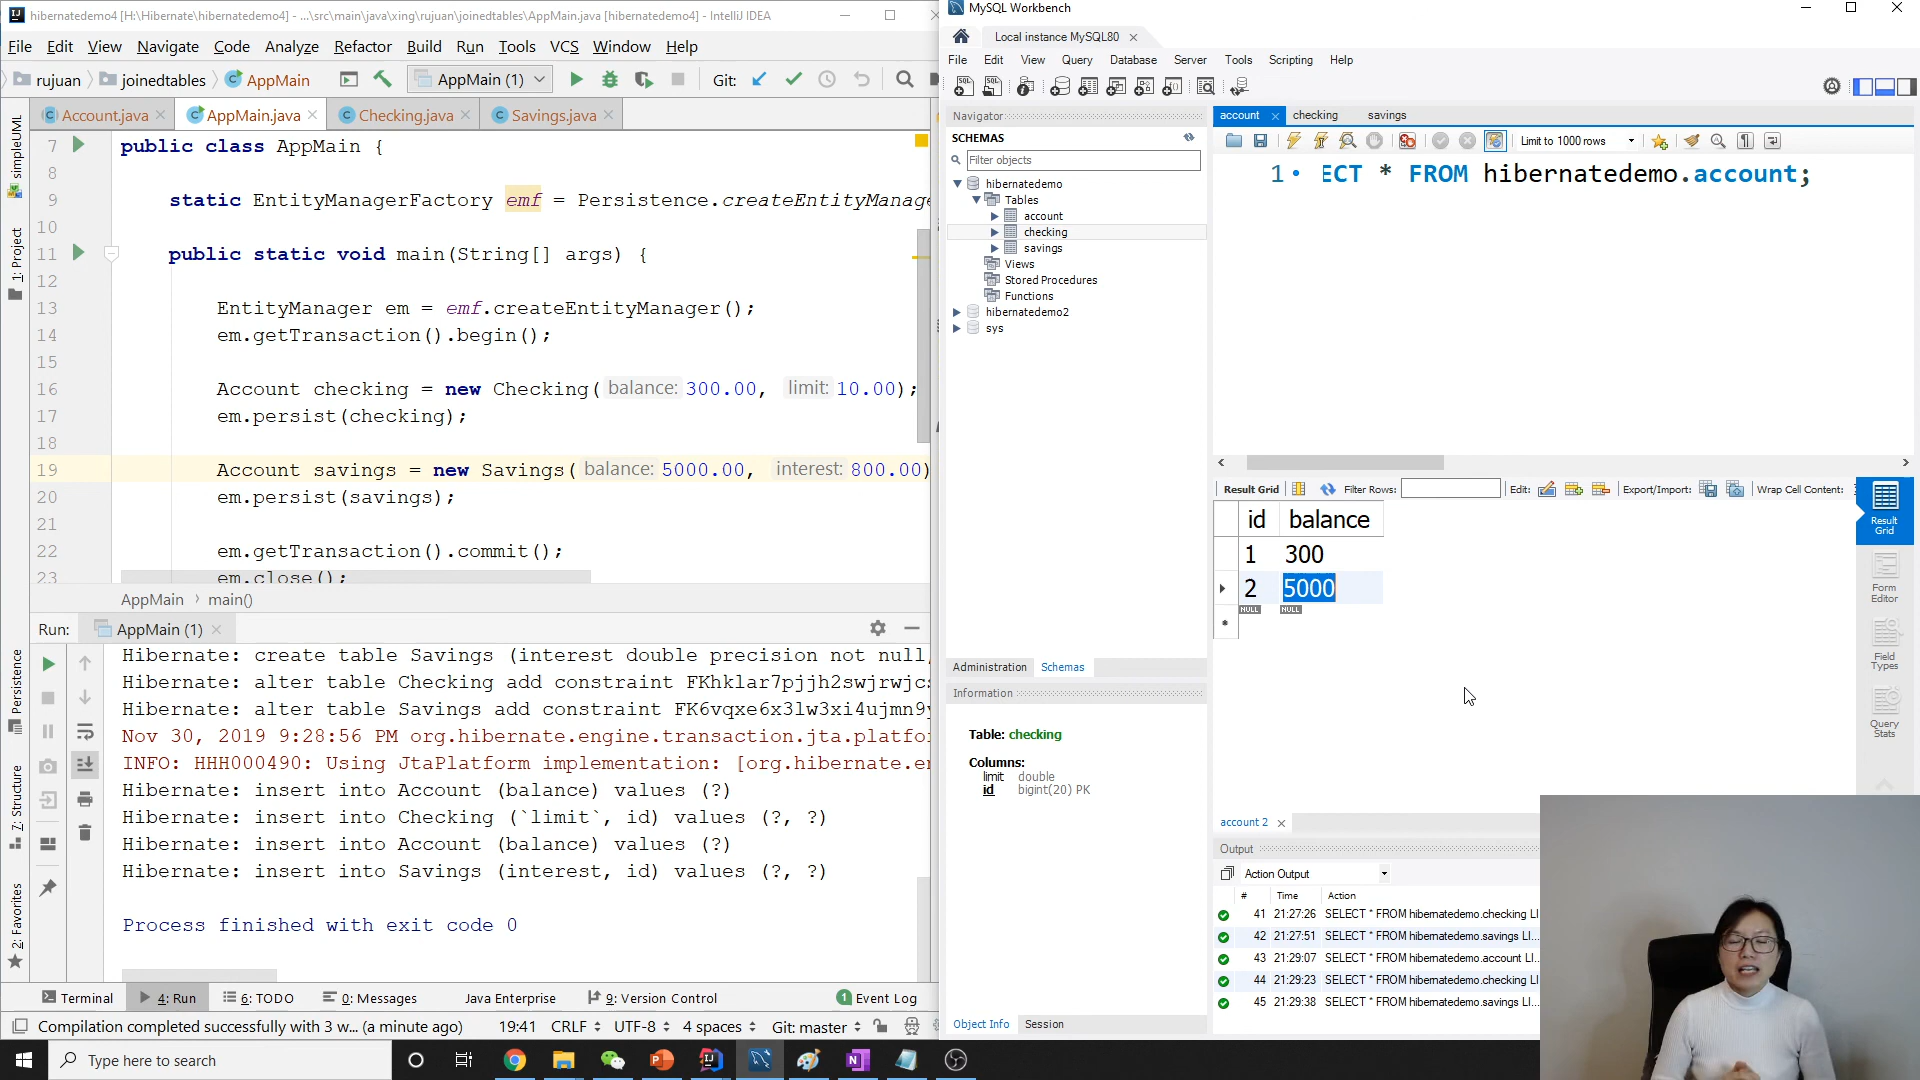 hibernatedemo4 [H:\Hibernate\hibernatedemo4] - ...\src\main\java\xing\rujuan\joinedtables\AppMain.java [hibernatedemo4] - IntelliJ IDEA
File Edit View Navigate Code Analyze Refactor Build Run Tools VCS Window Help
rujuan joinedtables AppMain AppMain (1) Git:
Account.java AppMain.java Checking.java Savings.java
7 public class AppMain {
8
9 static EntityManagerFactory emf = Persistence.createEntityManage
10
11 public static void main(String[] args) {
12
13 EntityManager em = emf.createEntityManager();
14 em.getTransaction().begin();
15
16 Account checking = new Checking( balance: 300.00, limit: 10.00);
17 em.persist(checking);
18
19 Account savings = new Savings( balance: 5000.00, interest: 800.00)
20 em.persist(savings);
21
22 em.getTransaction().commit();
23 em.close();
AppMain › main()
simpleUML
1: Project
Persistence
7: Structure
2: Favorites
Run: AppMain (1)
Hibernate: create table Savings (interest double precision not null,
Hibernate: alter table Checking add constraint FKhklar7pjjh2swjrwjcs
Hibernate: alter table Savings add constraint FK6vqxe6x3lw3xi4ujmn9y
Nov 30, 2019 9:28:56 PM org.hibernate.engine.transaction.jta.platfo
INFO: HHH000490: Using JtaPlatform implementation: [org.hibernate.en
Hibernate: insert into Account (balance) values (?)
Hibernate: insert into Checking (`limit`, id) values (?, ?)
Hibernate: insert into Account (balance) values (?)
Hibernate: insert into Savings (interest, id) values (?, ?)
Process finished with exit code 0
Terminal 4: Run 6: TODO 0: Messages Java Enterprise 9: Version Control 1 Event Log
Compilation completed successfully with 3 w... (a minute ago) 19:41 CRLF UTF-8 4 spaces Git: master
Type here to search
MySQL Workbench
Local instance MySQL80
File Edit View Query Database Server Tools Scripting Help
Navigator
SCHEMAS
Filter objects
hibernatedemo
Tables
account
checking
savings
Views
Stored Procedures
Functions
hibernatedemo2
sys
Administration Schemas
Information
Table: checking
Columns:
limit double
id bigint(20) PK
Object Info Session
account checking savings
Limit to 1000 rows
1 ECT * FROM hibernatedemo.account;
Result Grid Filter Rows: Edit: Export/Import: Wrap Cell Content:
id balance
1 300
2 5000
NULL NULL
*
Result Grid
Form Editor
Field Types
Query Stats
account 2
Output
Action Output
# Time Action
41 21:27:26 SELECT * FROM hibernatedemo.checking LI
42 21:27:51 SELECT * FROM hibernatedemo.savings LI...
43 21:29:07 SELECT * FROM hibernatedemo.account LI...
44 21:29:23 SELECT * FROM hibernatedemo.checking LI
45 21:29:38 SELECT * FROM hibernatedemo.savings LI...